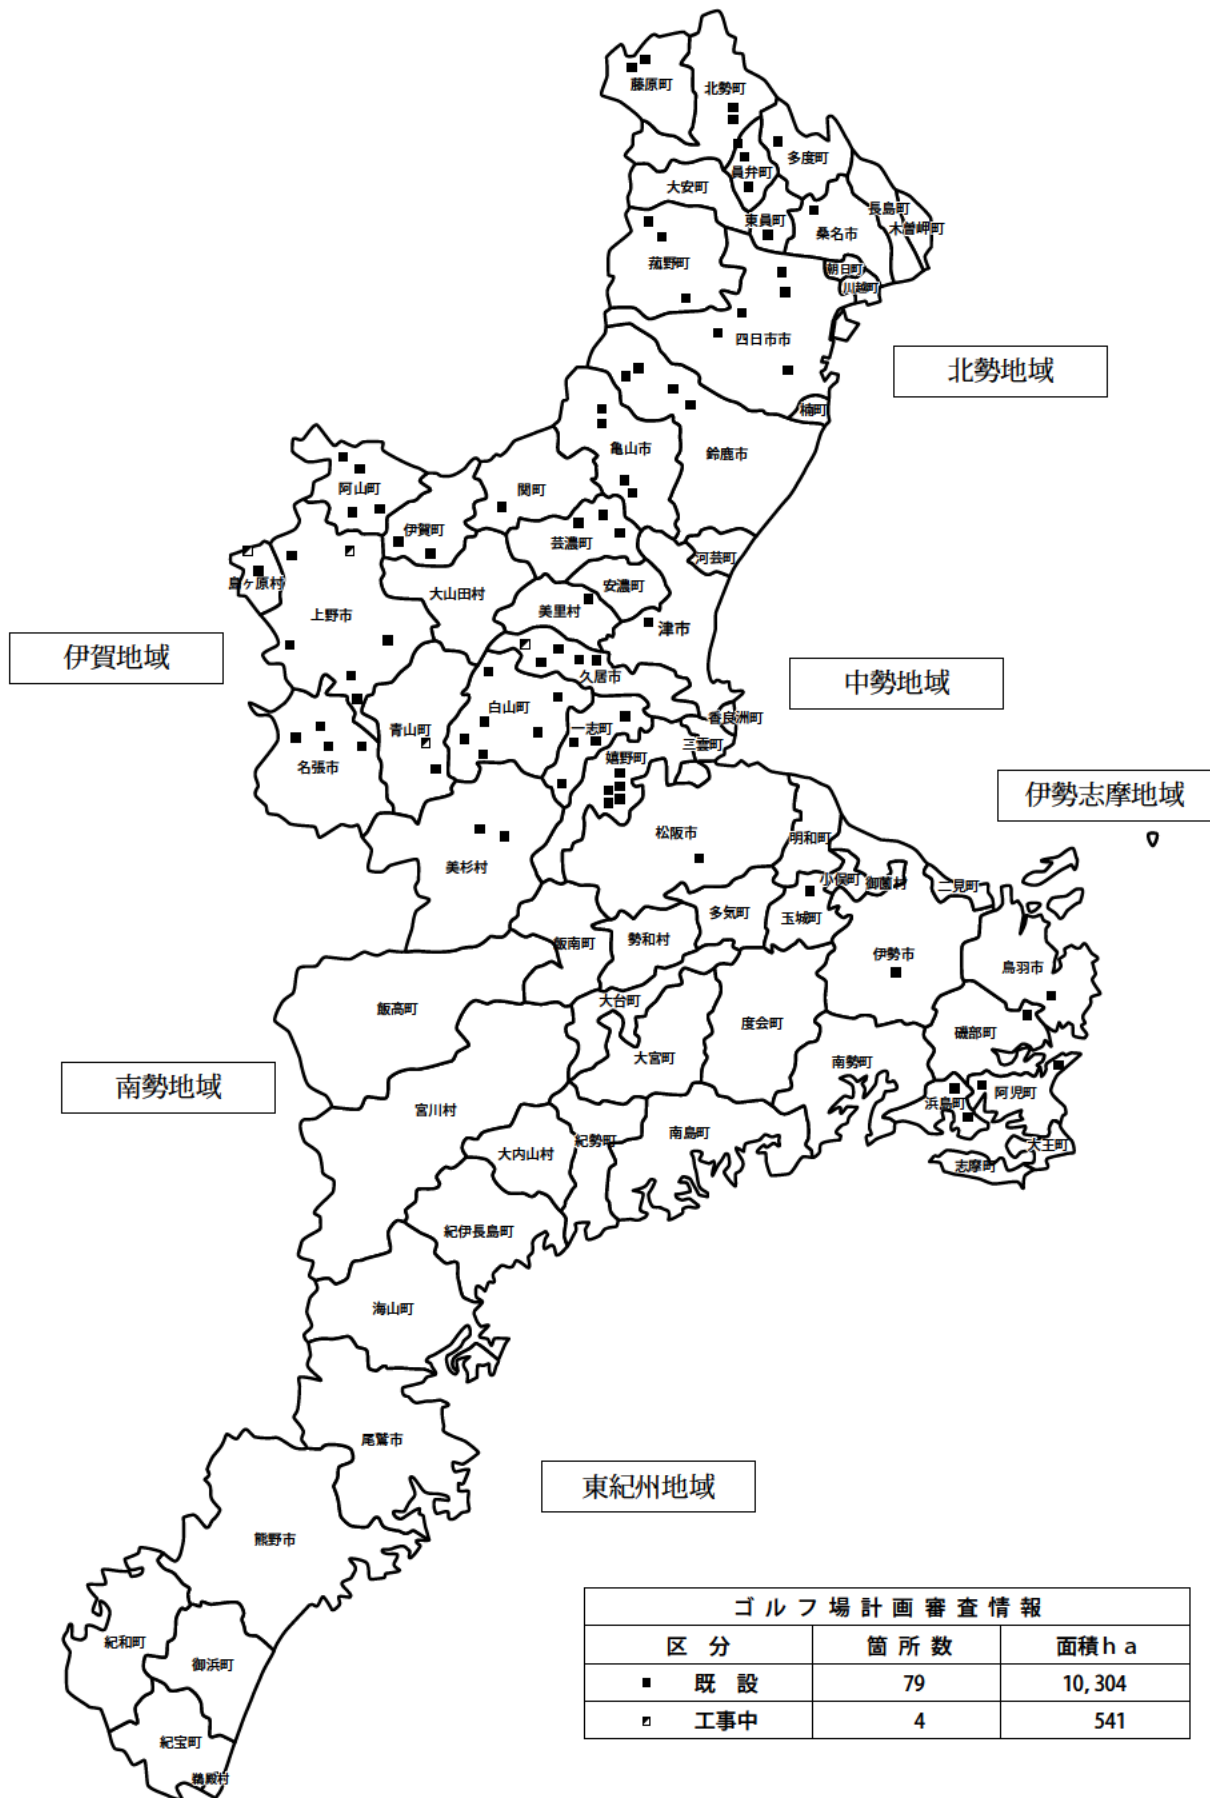 藤原町
北勢町
多度町
員弁町
大安町
長島町
東員町
木曽岬町
桑名市
菰野町
朝日町
川越町
四日市市
北勢地域
楠町
亀山市
鈴鹿市
阿山町
関町
伊賀町
芸濃町
河芸町
島ヶ原村
安濃町
大山田村
美里村
上野市
津市
伊賀地域
久居市
中勢地域
白山町
香良洲町
青山町
一志町
三雲町
嬉野町
名張市
伊勢志摩地域
松阪市
明和町
美杉村
小俣町
御薗村
二見町
多気町
玉城町
飯南町
勢和村
伊勢市
鳥羽市
大台町
飯高町
度会町
磯部町
大宮町
南勢町
南勢地域
阿児町
浜島町
宮川村
南島町
紀勢町
大内山村
大王町
志摩町
紀伊長島町
海山町
尾鷲市
東紀州地域
熊野市
紀和町
御浜町
紀宝町
鵜殿村
ゴルフ場計画審査情報
区 分 箇所数 面積ha
■ 既 設 79 10,304
工事中 4 541